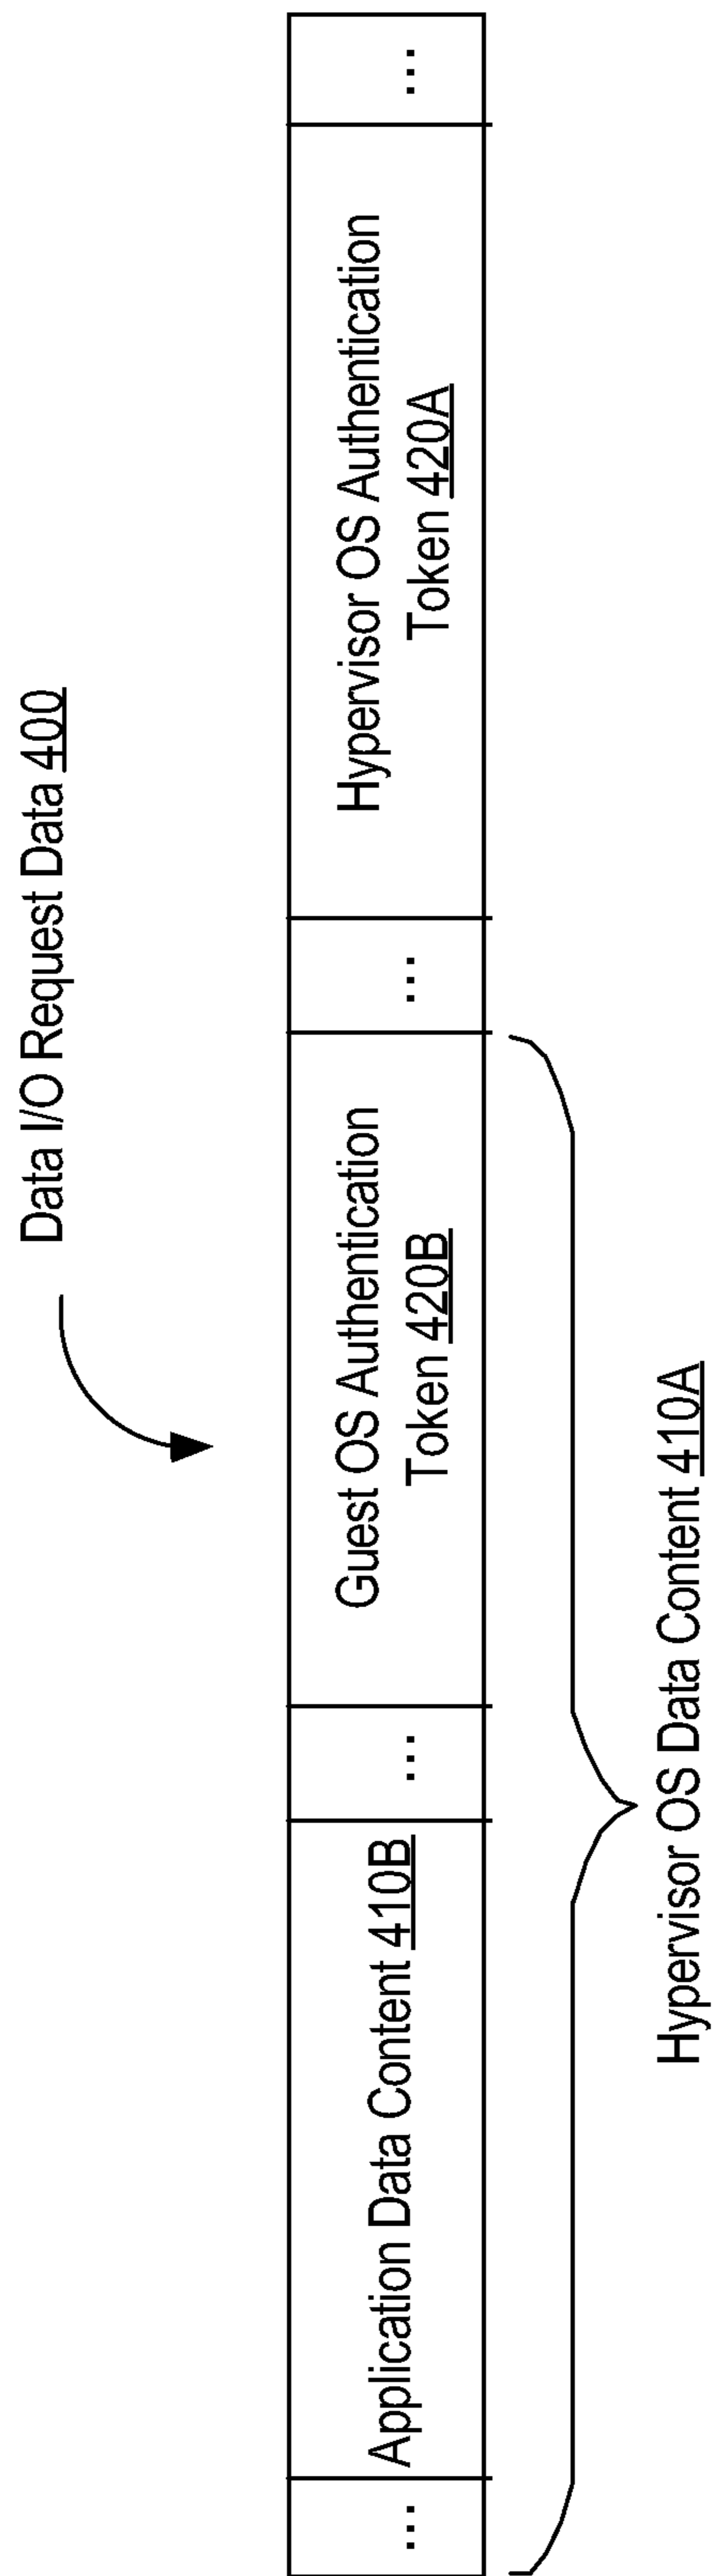 Data I/O Request Data 400
...
Application Data Content 410B
...
Guest OS Authentication
Token 420B
...
Hypervisor OS Authentication
Token 420A
...
Hypervisor OS Data Content 410A